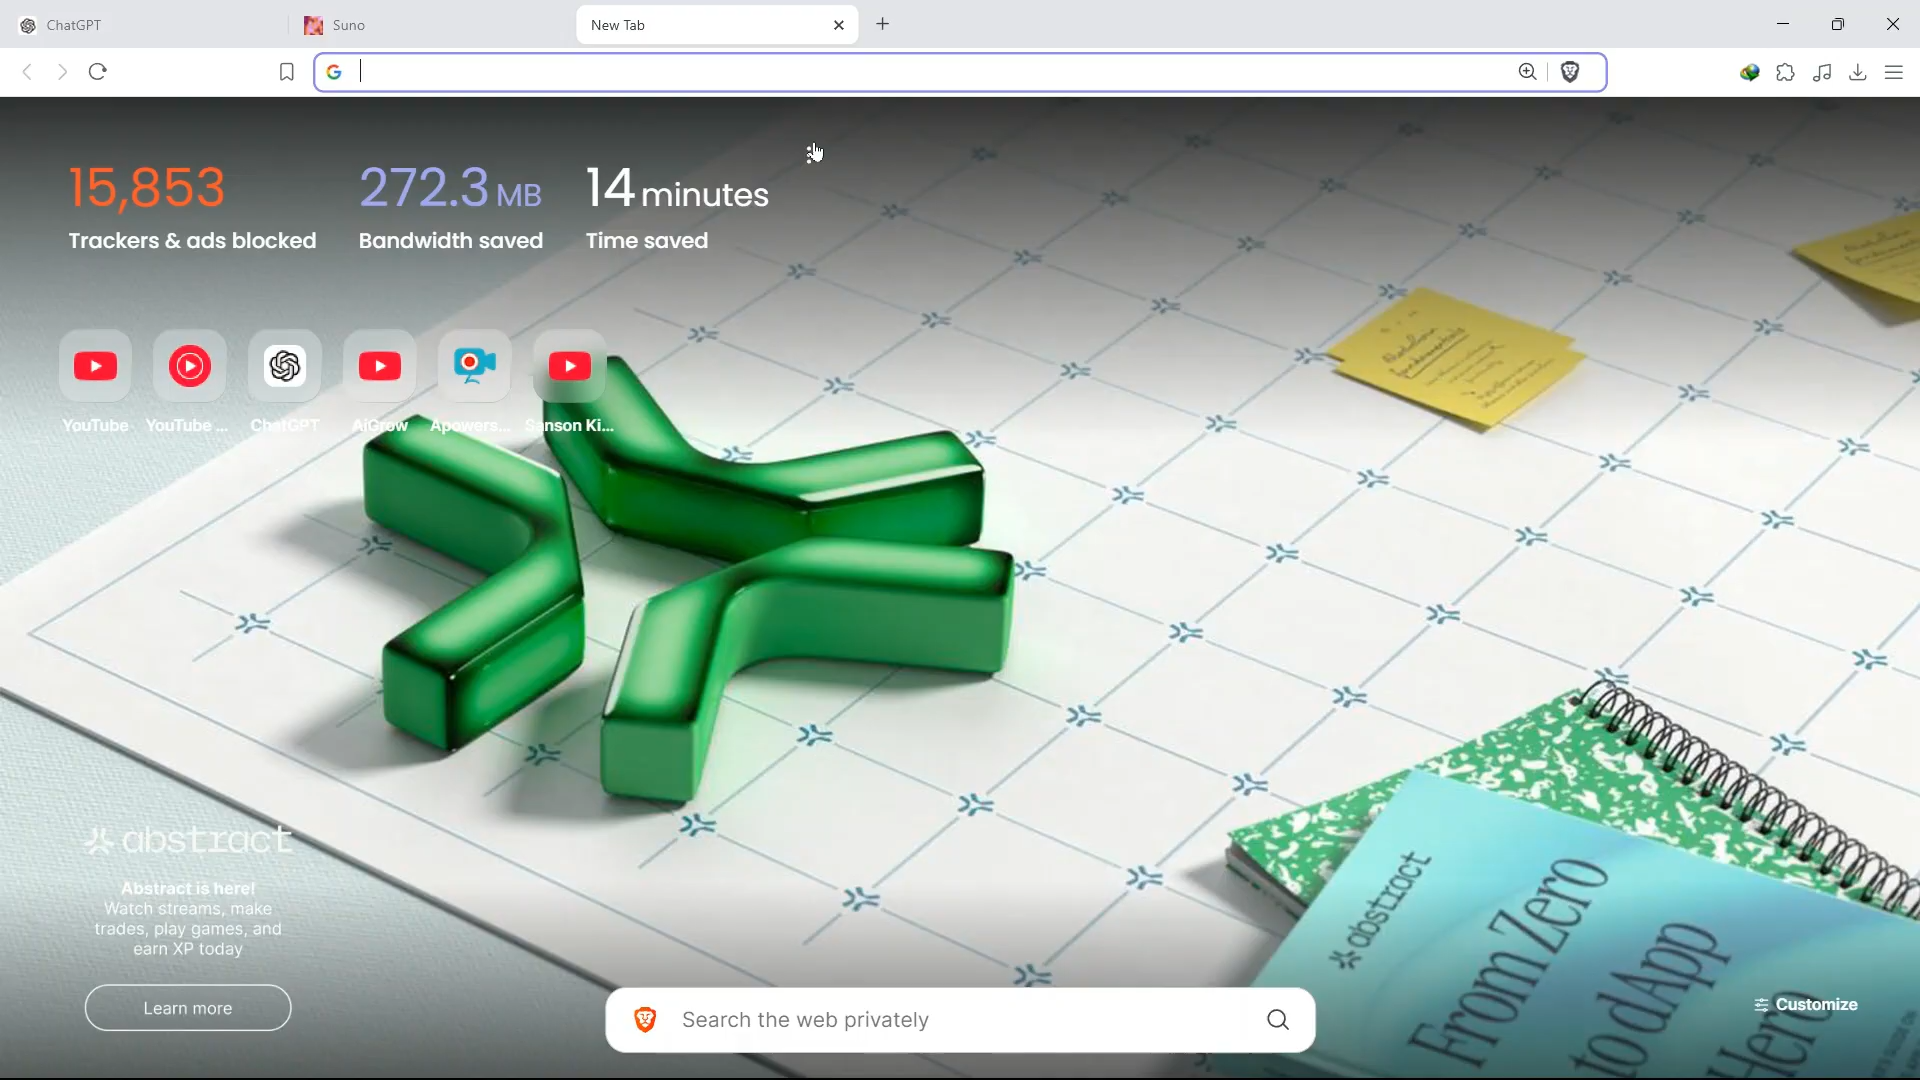 ChatGPT
Suno
New Tab
15,853
Trackers & ads blocked
272.3 MB
Bandwidth saved
14 minutes
Time saved
YouTube
YouTube ...
ChatGPT
AiGrow
Apowers...
Sanson Ki...
abstract
Abstract is here!
Watch streams, make
trades, play games, and
earn XP today
Learn more
Search the web privately
Customize
abstract
From Zero
to dApp
Hero